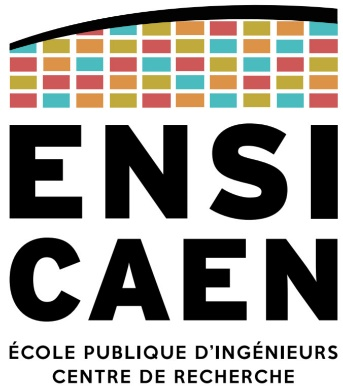 ENSI
CAEN
ÉCOLE PUBLIQUE D'INGÉNIEURS
CENTRE DE RECHERCHE